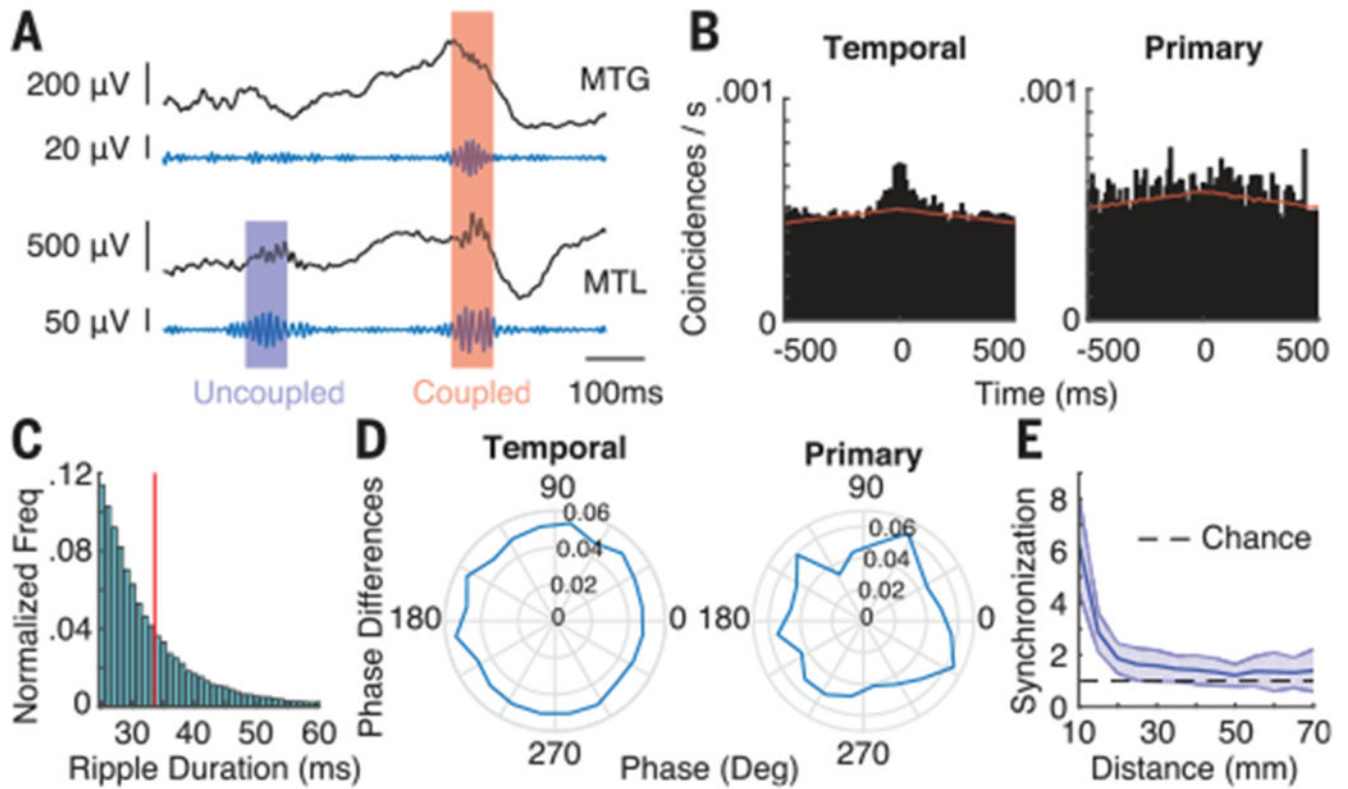 A
200 µV
MTG
20 µV
500 µV
MTL
50 µV
Uncoupled
Coupled
100ms
B
Temporal
Primary
.001
.001
Coincidences / s
0
0
-500
0
500
-500
0
500
Time (ms)
C
.12
.08
.04
0
Normalized Freq
30
40
50
60
Ripple Duration (ms)
D
Temporal
Primary
Phase Differences
90
0.06
0.04
0.02
0
180
0
270
90
0.06
0.04
0.02
0
180
0
270
Phase (Deg)
E
Synchronization
8
6
4
2
0
Chance
10
30
50
70
Distance (mm)